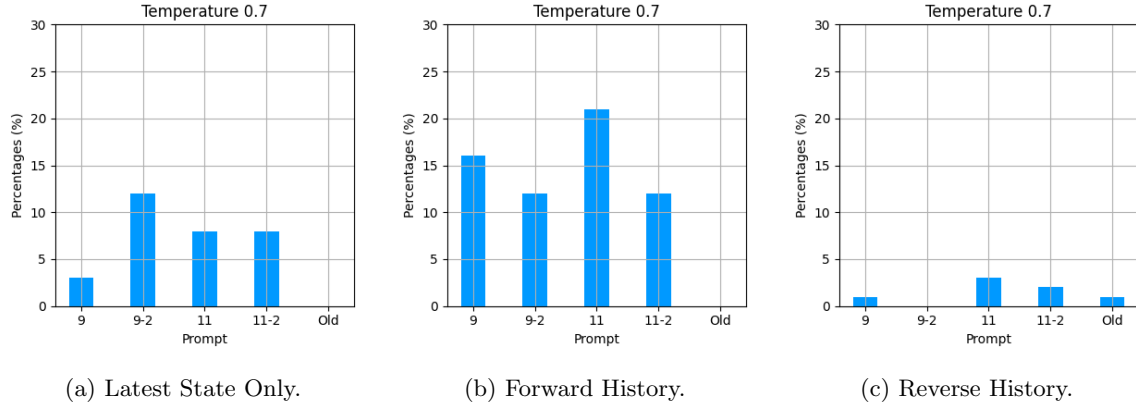 Temperature 0.7
30
25
20
15
10
5
0
Percentages (%)
9 9-2 11 11-2 Old
Prompt
(a) Latest State Only.
Temperature 0.7
30
25
20
15
10
5
0
Percentages (%)
9 9-2 11 11-2 Old
Prompt
(b) Forward History.
Temperature 0.7
30
25
20
15
10
5
0
Percentages (%)
9 9-2 11 11-2 Old
Prompt
(c) Reverse History.